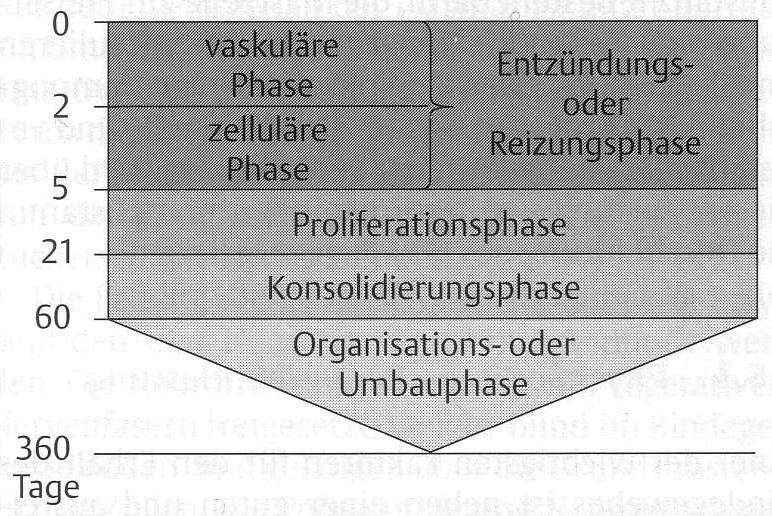 0
vaskuläre
Phase
2
zelluläre
Phase
5
Entzündungs-
oder
Reizungsphase
Proliferationsphase
21
Konsolidierungsphase
60
Organisations- oder
Umbauphase
360
Tage